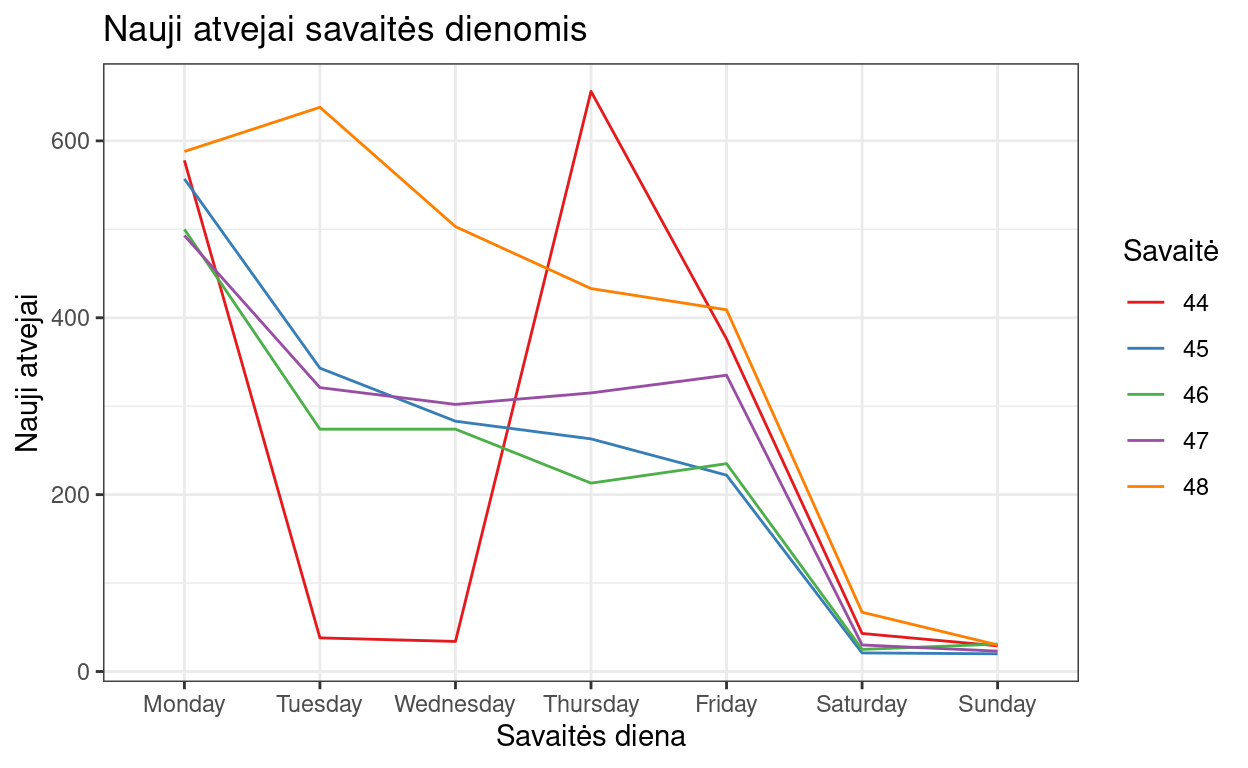 Nauji atvejai savaitės dienomis
Nauji atvejai
600
400
200
0
Monday Tuesday Wednesday Thursday Friday Saturday Sunday
Savaitės diena
Savaitė
44
45
46
47
48